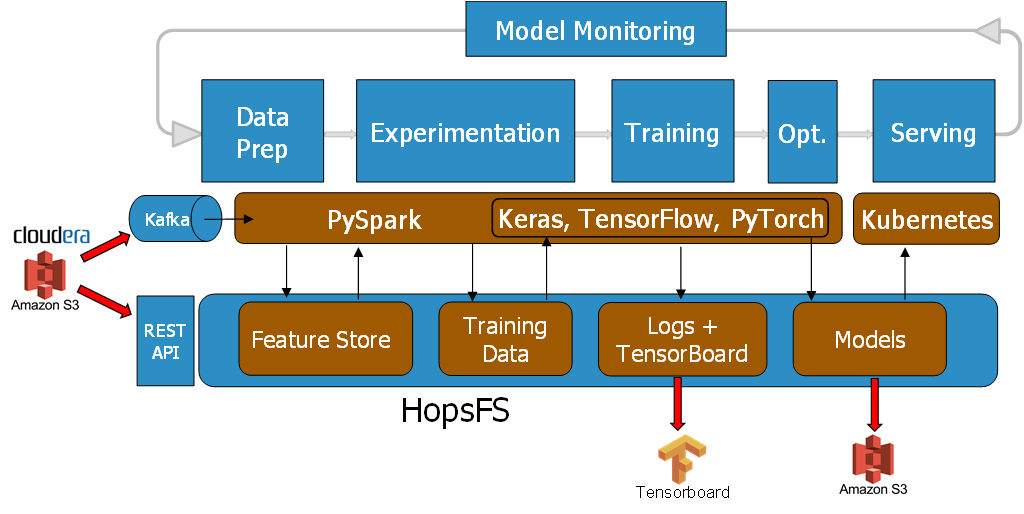 Model Monitoring
Data
Prep
Experimentation
Training
Opt.
Serving
Kafka
PySpark
Keras, TensorFlow, PyTorch
Kubernetes
cloudera
Amazon S3
REST
API
Feature Store
Training
Data
Logs +
TensorBoard
Models
HopsFS
Tensorboard
Amazon S3